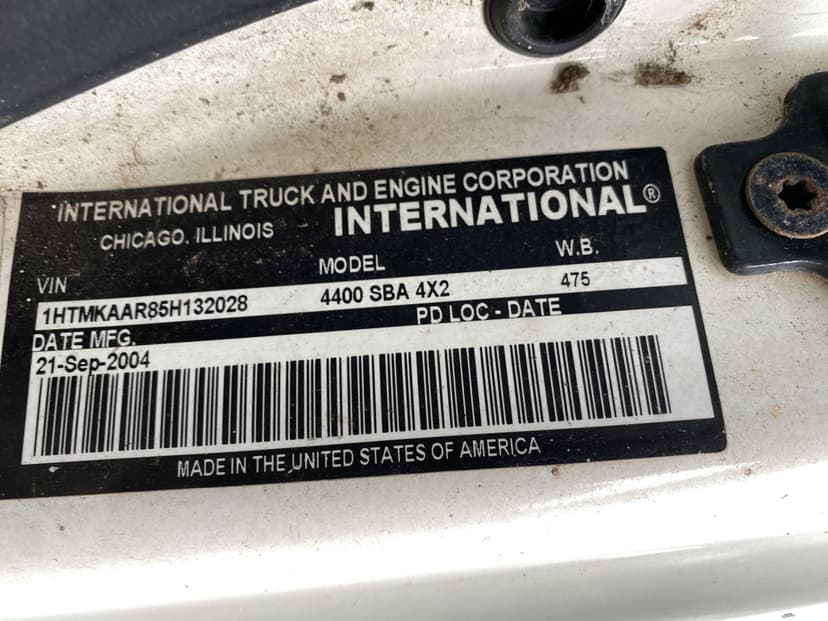 INTERNATIONAL TRUCK AND ENGINE CORPORATION
CHICAGO, ILLINOIS INTERNATIONAL®
VIN MODEL W.B.
1HTMKAAR85H132028 4400 SBA 4X2 475
DATE MFG. PD LOC - DATE
21-Sep-2004
MADE IN THE UNITED STATES OF AMERICA